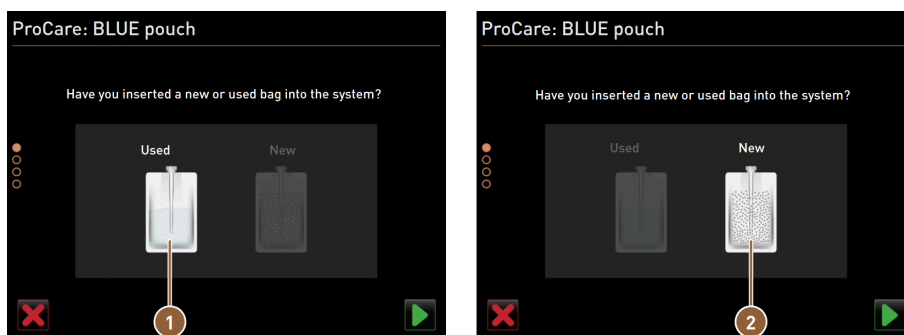 ProCare: BLUE pouch
Have you inserted a new or used bag into the system?
Used New
1
ProCare: BLUE pouch
Have you inserted a new or used bag into the system?
Used New
2